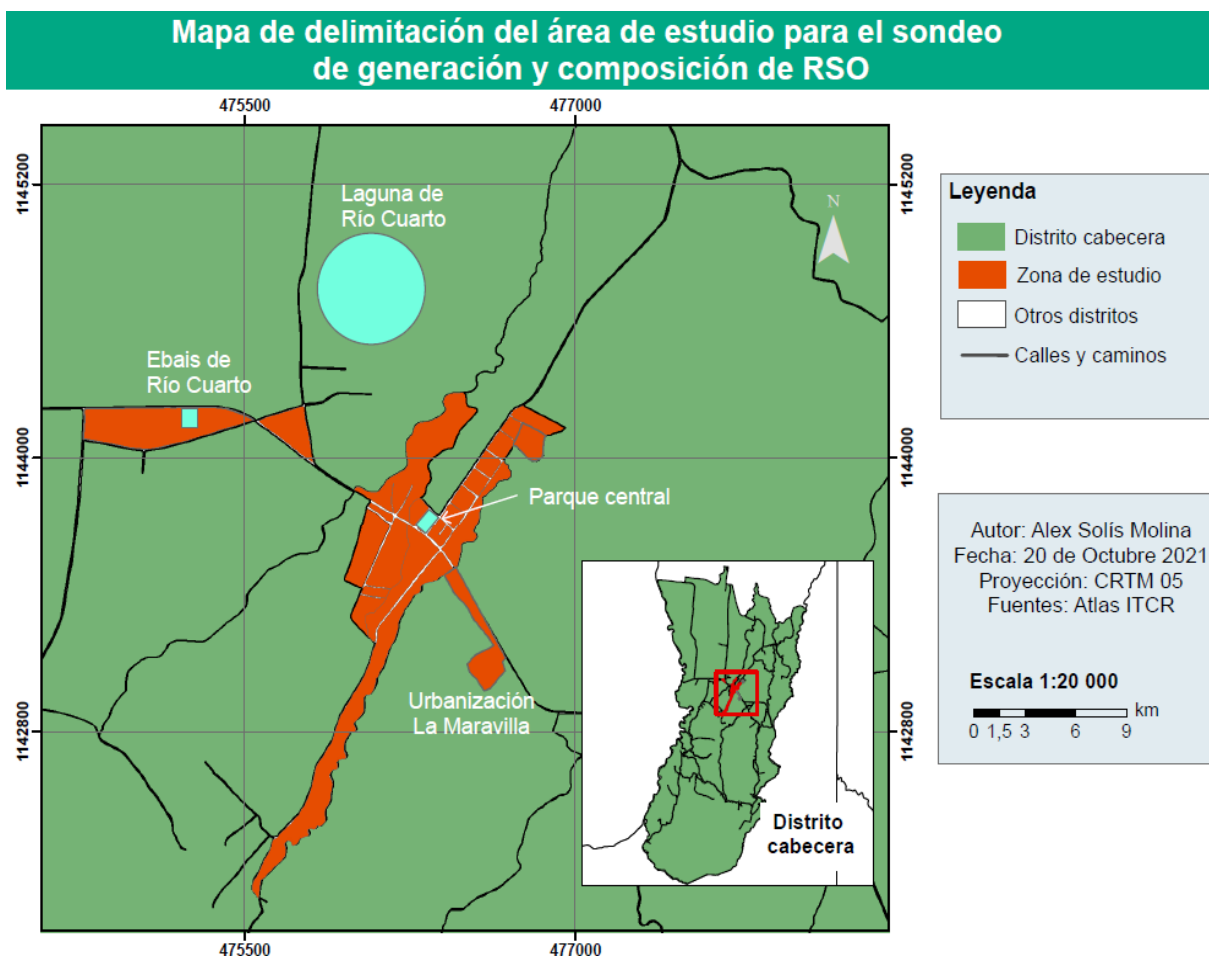 Mapa de delimitación del área de estudio para el sondeo
de generación y composición de RSO
475500 477000
1145200
1145200
Laguna de
Río Cuarto
N
Ebais de
Río Cuarto
1144000
1144000
Parque central
Urbanización
La Maravilla
1142800
1142800
Distrito
cabecera
475500 477000
Leyenda
Distrito cabecera
Zona de estudio
Otros distritos
Calles y caminos
Autor: Alex Solís Molina
Fecha: 20 de Octubre 2021
Proyección: CRTM 05
Fuentes: Atlas ITCR
Escala 1:20 000
km
0 1,5 3 6 9